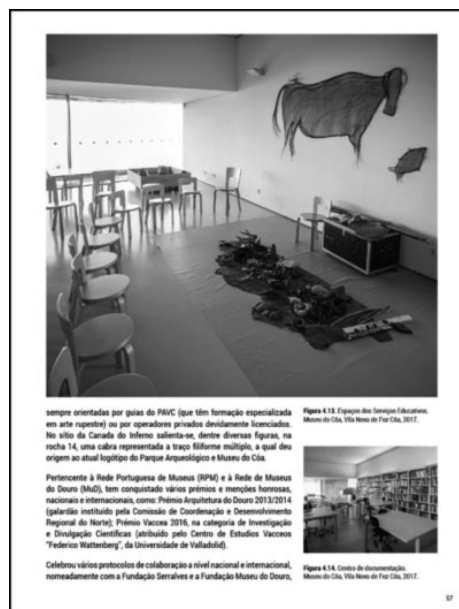 sempre orientadas por guias do PAVC (que têm formação especializada
em arte rupestre) ou por operadores privados devidamente licenciados.
No sítio da Canada do Inferno salienta-se, dentre diversas figuras, na
rocha 14, uma cabra representada a traço filiforme múltiplo, a qual deu
origem ao atual logótipo do Parque Arqueológico e Museu do Côa.
Pertencente à Rede Portuguesa de Museus (RPM) e à Rede de Museus
do Douro (MuD), tem conquistado vários prémios e menções honrosas,
nacionais e internacionais, como: Prémio Arquitetura do Douro 2013/2014
(galardão instituído pela Comissão de Coordenação e Desenvolvimento
Regional do Norte); Prémio Vaccea 2016, na categoria de Investigação
e Divulgação Científicas (atribuído pelo Centro de Estudios Vacceos
"Federico Wattenberg", da Universidade de Valladolid).
Celebrou vários protocolos de colaboração a nível nacional e internacional,
nomeadamente com a Fundação Serralves e a Fundação Museu do Douro,
Figura 4.13. Espaços dos Serviços Educativos.
Museu do Côa, Vila Nova de Foz Côa, 2017.
Figura 4.14. Centro de documentação.
Museu do Côa, Vila Nova de Foz Côa, 2017.
57